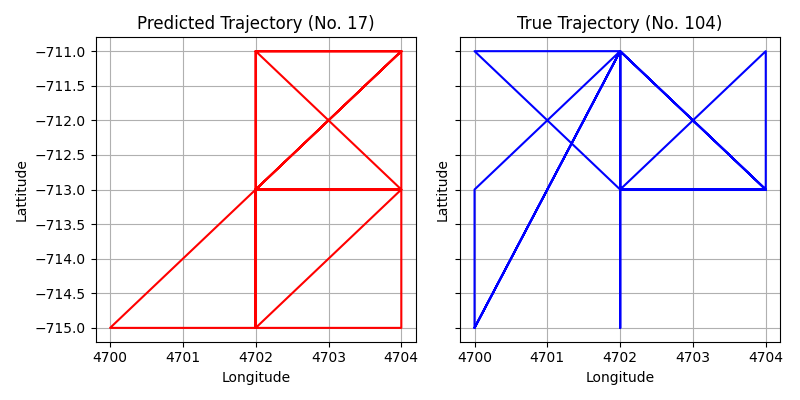 Predicted Trajectory (No. 17)
True Trajectory (No. 104)
−711.0
−711.5
−712.0
−712.5
−713.0
−713.5
−714.0
−714.5
−715.0
Lattitude
Lattitude
4700 4701 4702 4703 4704
4700 4701 4702 4703 4704
Longitude
Longitude